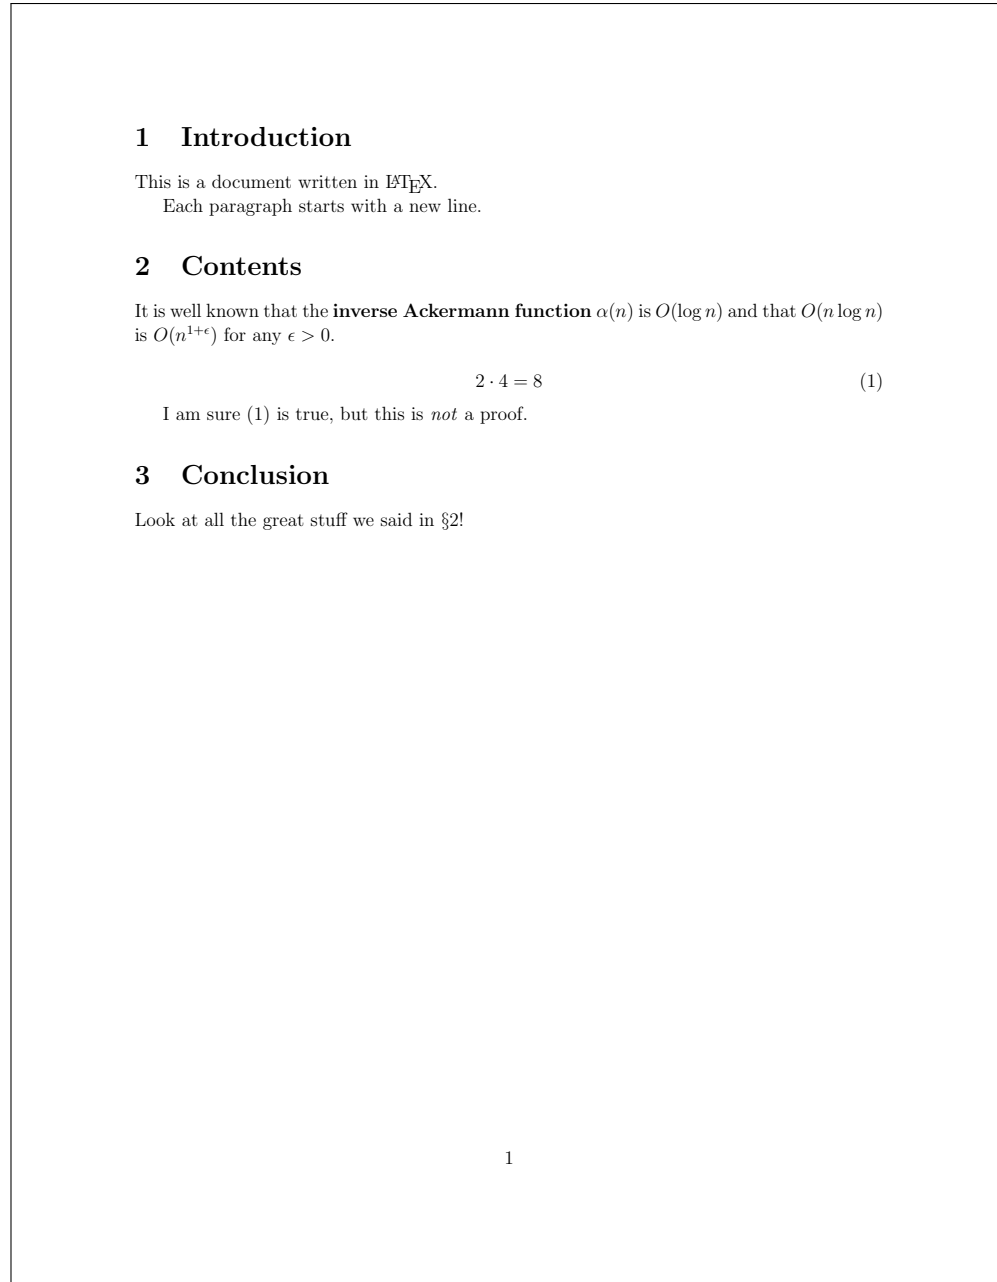 1 Introduction
This is a document written in LATEX.
Each paragraph starts with a new line.
2 Contents
It is well known that the inverse Ackermann function α(n) is O(log n) and that O(n log n)
is O(n^{1+ϵ}) for any ϵ > 0.
2 · 4 = 8 (1)
I am sure (1) is true, but this is not a proof.
3 Conclusion
Look at all the great stuff we said in §2!
1